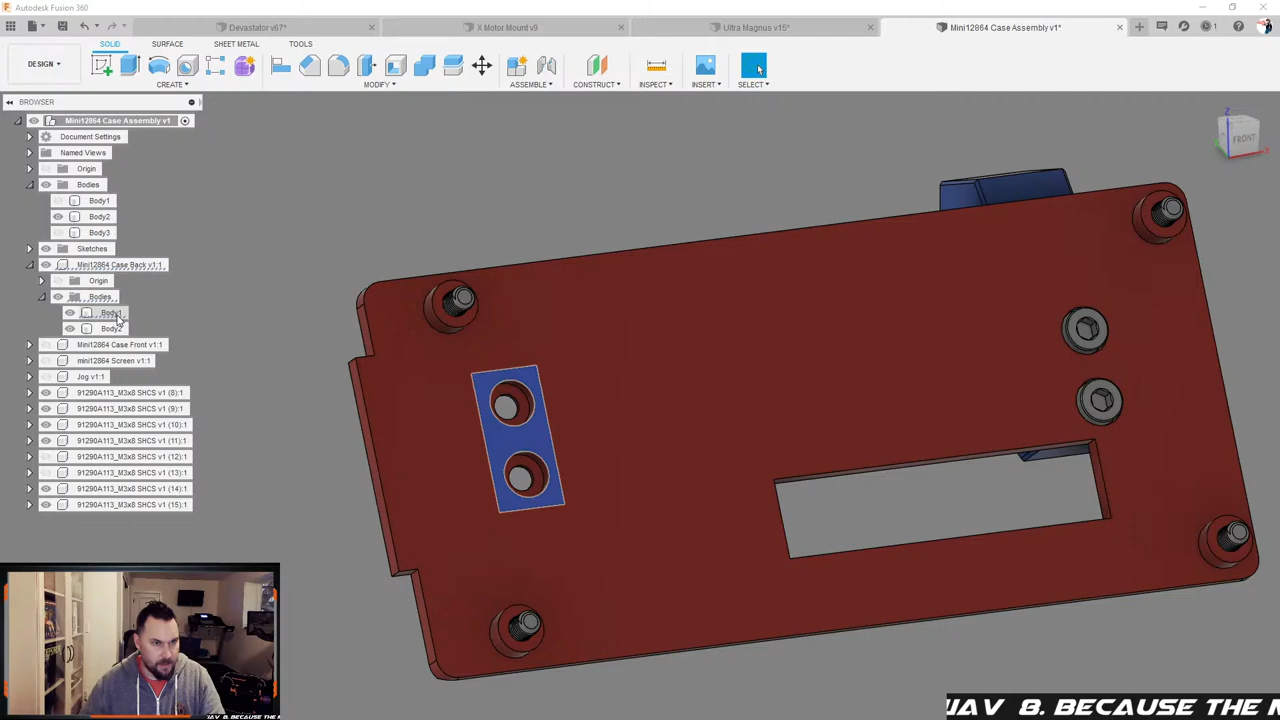 Autodesk Fusion 360
Devastator v67*
X Motor Mount v9
Ultra Magnus v15*
Mini12864 Case Assembly v1*
1
SOLID
SURFACE
SHEET METAL
TOOLS
DESIGN
CREATE
MODIFY
ASSEMBLE
CONSTRUCT
INSPECT
INSERT
SELECT
BROWSER
Mini12864 Case Assembly v1
Document Settings
Named Views
Origin
Bodies
Body1
Body2
Body3
Sketches
Mini12864 Case Back v1:1
Origin
Bodies
Body1
Body2
Mini12864 Case Front v1:1
mini12864 Screen v1:1
Jog v1:1
91290A113_M3x8 SHCS v1 (8):1
91290A113_M3x8 SHCS v1 (9):1
91290A113_M3x8 SHCS v1 (10):1
91290A113_M3x8 SHCS v1 (11):1
91290A113_M3x8 SHCS v1 (12):1
91290A113_M3x8 SHCS v1 (13):1
91290A113_M3x8 SHCS v1 (14):1
91290A113_M3x8 SHCS v1 (15):1
Z
FRONT
X
8. BECAUSE THE